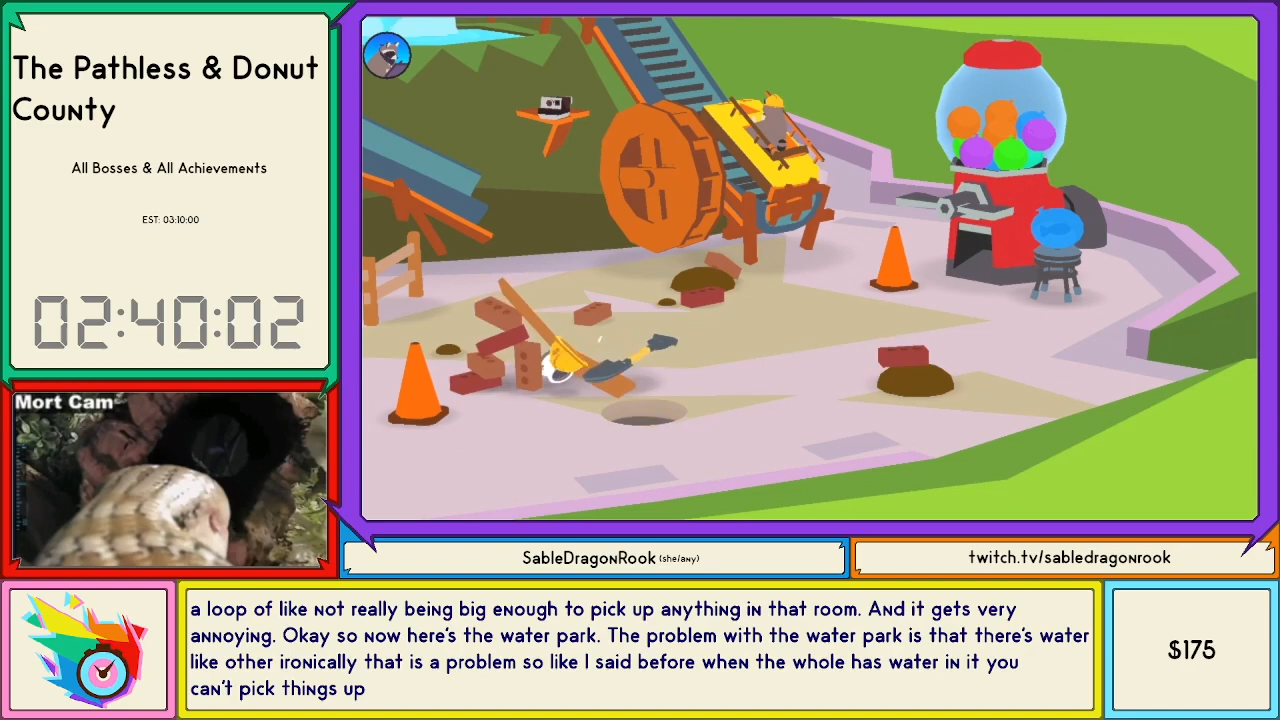 The Pathless & Donut
County
All Bosses & All Achievements
EST: 03:10:00
02:40:02
Mort Cam
SableDragonRook (she/any)
twitch.tv/sabledragonrook
a loop of like not really being big enough to pick up anything in that room. And it gets very
annoying. Okay so now here's the water park. The problem with the water park is that there's water
like other ironically that is a problem so like I said before when the whole has water in it you
can't pick things up
$175